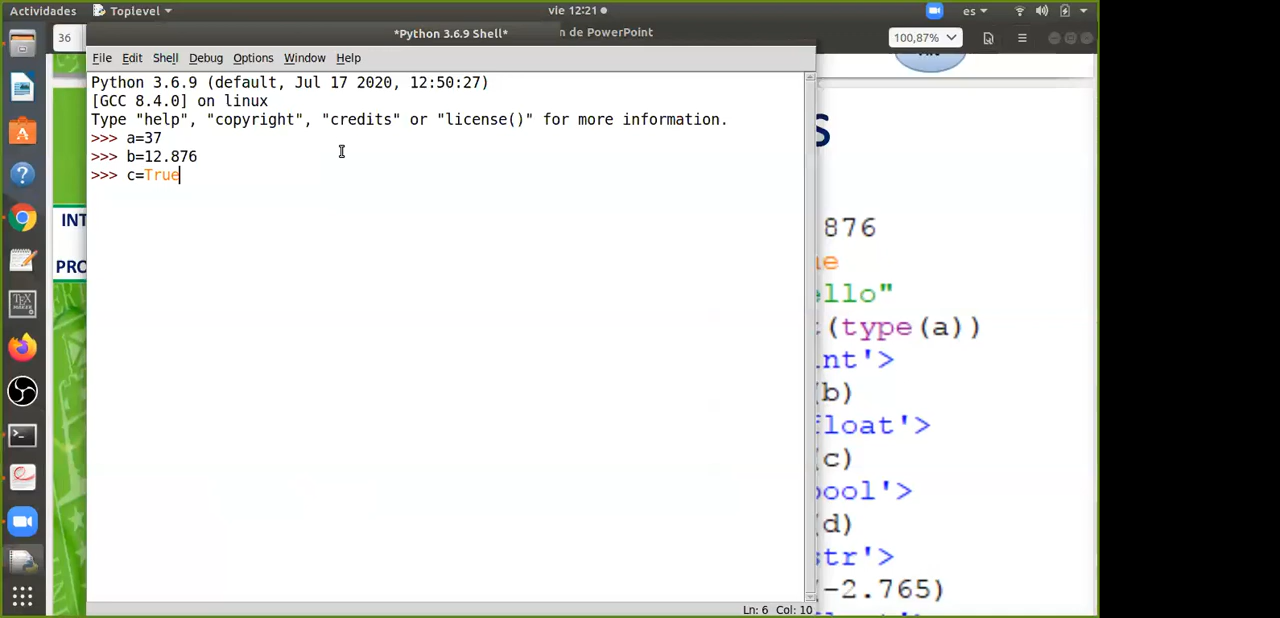 Actividades Toplevel vie 12:21 es
36 *Python 3.6.9 Shell* n de PowerPoint 100,87%
File Edit Shell Debug Options Window Help
Python 3.6.9 (default, Jul 17 2020, 12:50:27)
[GCC 8.4.0] on linux
Type "help", "copyright", "credits" or "license()" for more information.
>>> a=37
>>> b=12.876
>>> c=True
Ln: 6 Col: 10
INT
PRO
TEX
S
876
ue
ello"
(type(a))
int'>
(b)
float'>
(c)
bool'>
(d)
str'>
(-2.765)